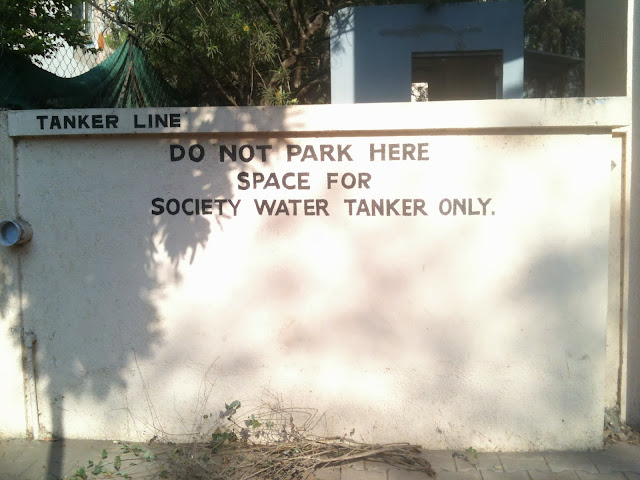 TANKER LINE
DO NOT PARK HERE
SPACE FOR
SOCIETY WATER TANKER ONLY.